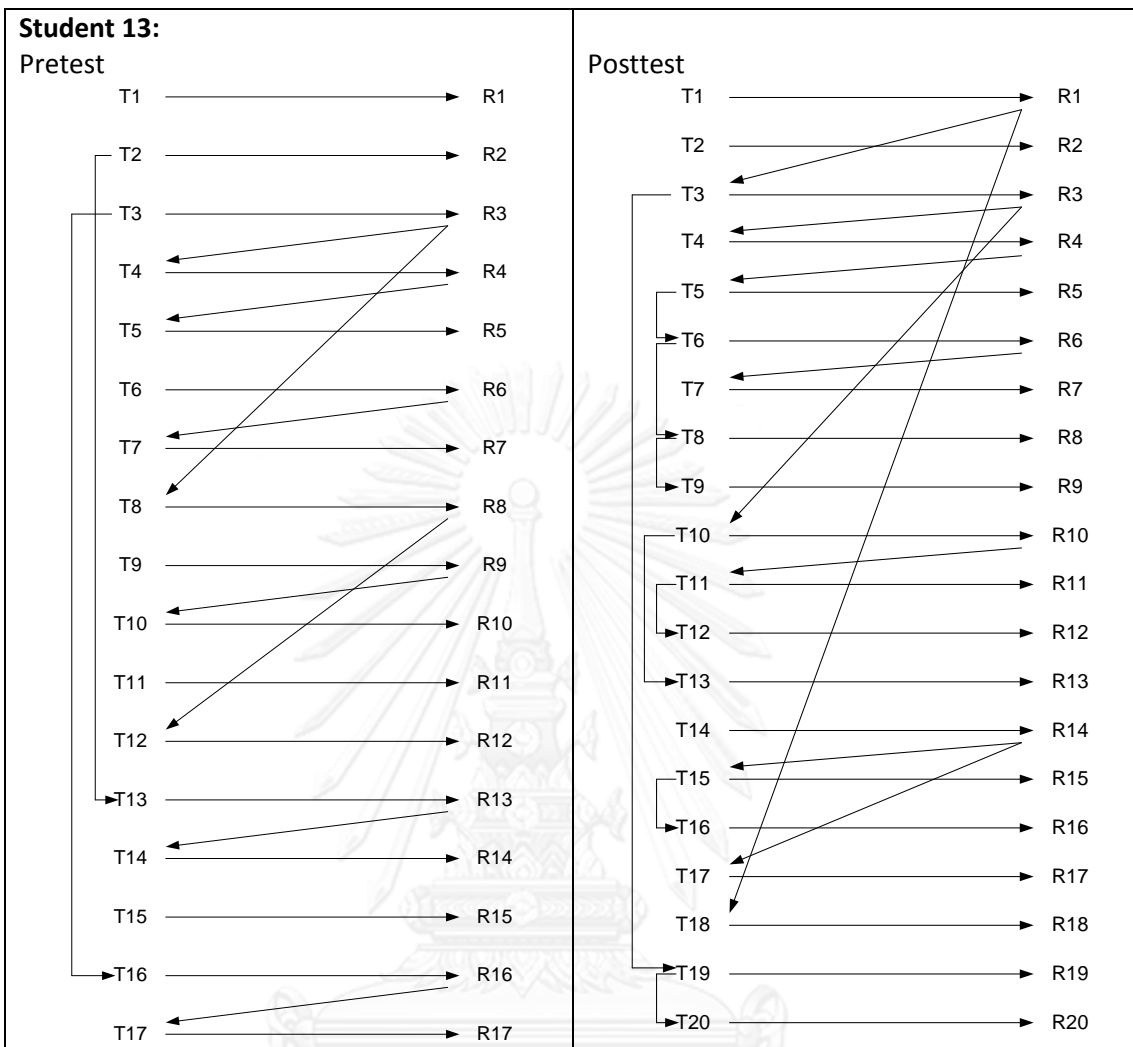 Student 13:
Pretest
T1 R1
T2 R2
T3 R3
T4 R4
T5 R5
T6 R6
T7 R7
T8 R8
T9 R9
T10 R10
T11 R11
T12 R12
T13 R13
T14 R14
T15 R15
T16 R16
T17 R17
Posttest
T1 R1
T2 R2
T3 R3
T4 R4
T5 R5
T6 R6
T7 R7
T8 R8
T9 R9
T10 R10
T11 R11
T12 R12
T13 R13
T14 R14
T15 R15
T16 R16
T17 R17
T18 R18
T19 R19
T20 R20